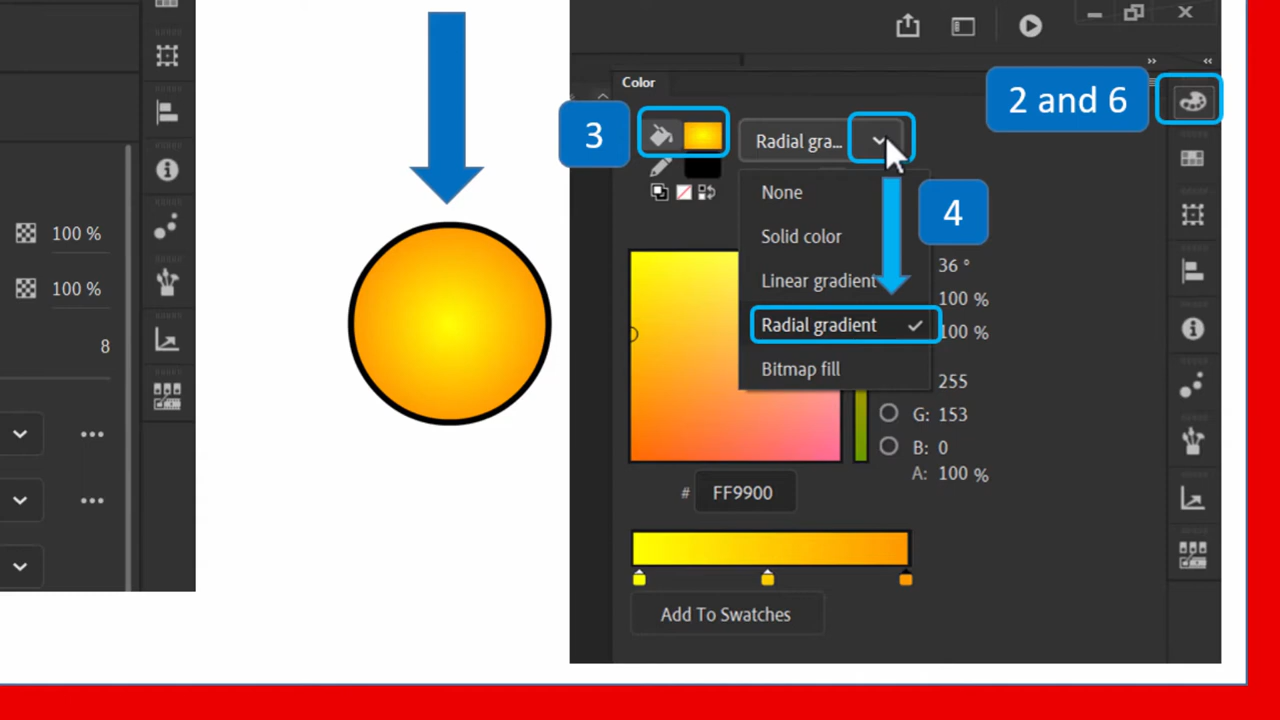 100 %
100 %
8
Color
2 and 6
3
Radial gra...
None
4
Solid color
36 °
Linear gradient
100 %
Radial gradient
100 %
Bitmap fill
255
G: 153
B: 0
A: 100 %
# FF9900
Add To Swatches